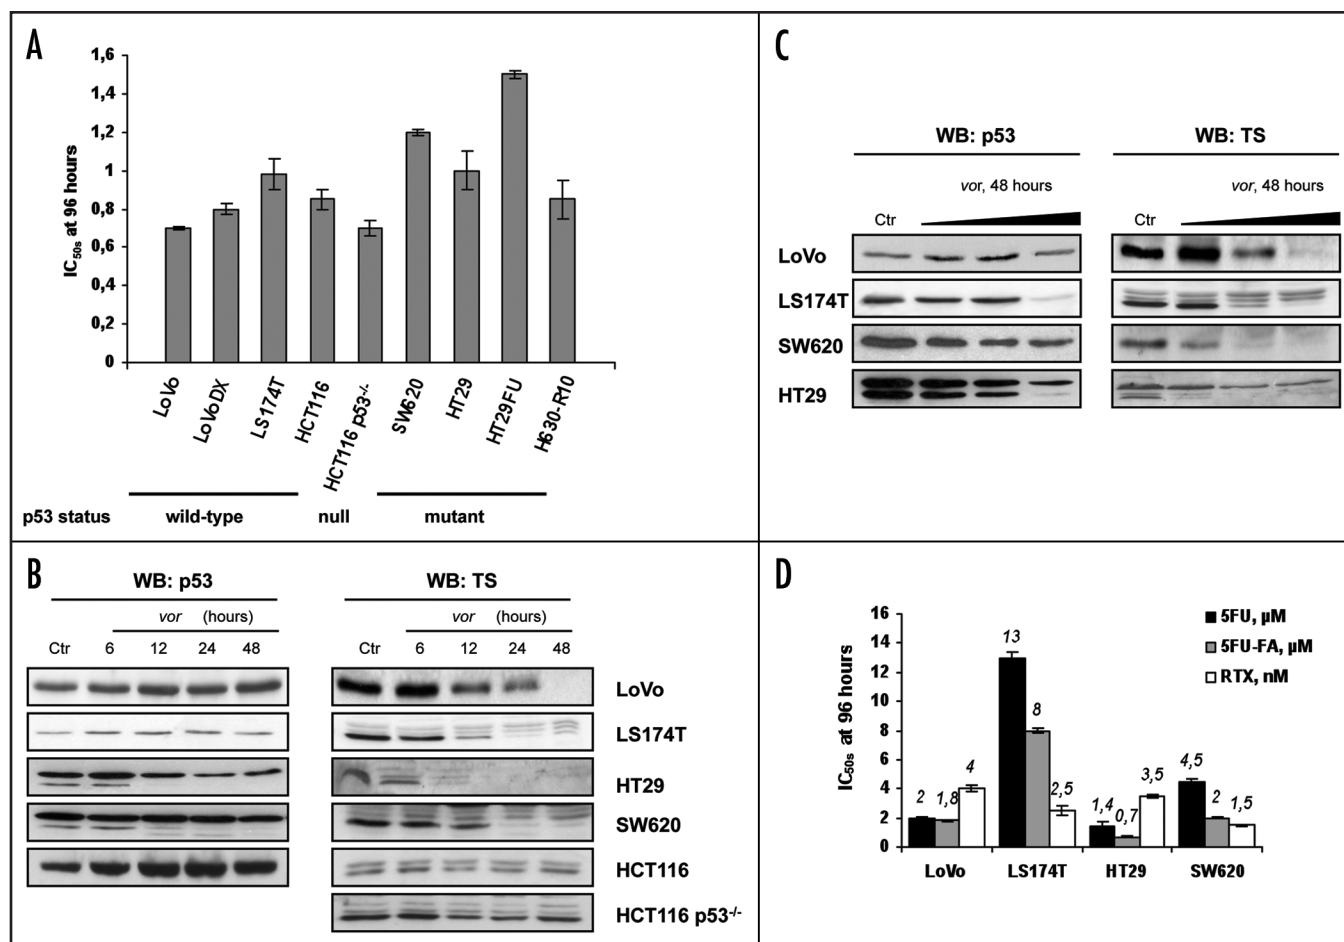 A
1,6
1,4
1,2
1
0,8
0,6
0,4
0,2
0
IC50s at 96 hours
LoVo
LoVoDX
LS174T
HCT116
HCT116 p53-/-
SW620
HT29
HT29FU
H630-R10
p53 status wild-type null mutant
B
WB: p53
vor (hours)
Ctr 6 12 24 48
WB: TS
vor (hours)
Ctr 6 12 24 48
LoVo
LS174T
HT29
SW620
HCT116
HCT116 p53-/-
C
WB: p53
vor, 48 hours
Ctr
WB: TS
vor, 48 hours
Ctr
LoVo
LS174T
SW620
HT29
D
16
14
12
10
8
6
4
2
0
IC50s at 96 hours
5FU, µM
5FU-FA, µM
RTX, nM
2 1,8 4
13 8 2,5
1,4 0,7 3,5
4,5 2 1,5
LoVo LS174T HT29 SW620